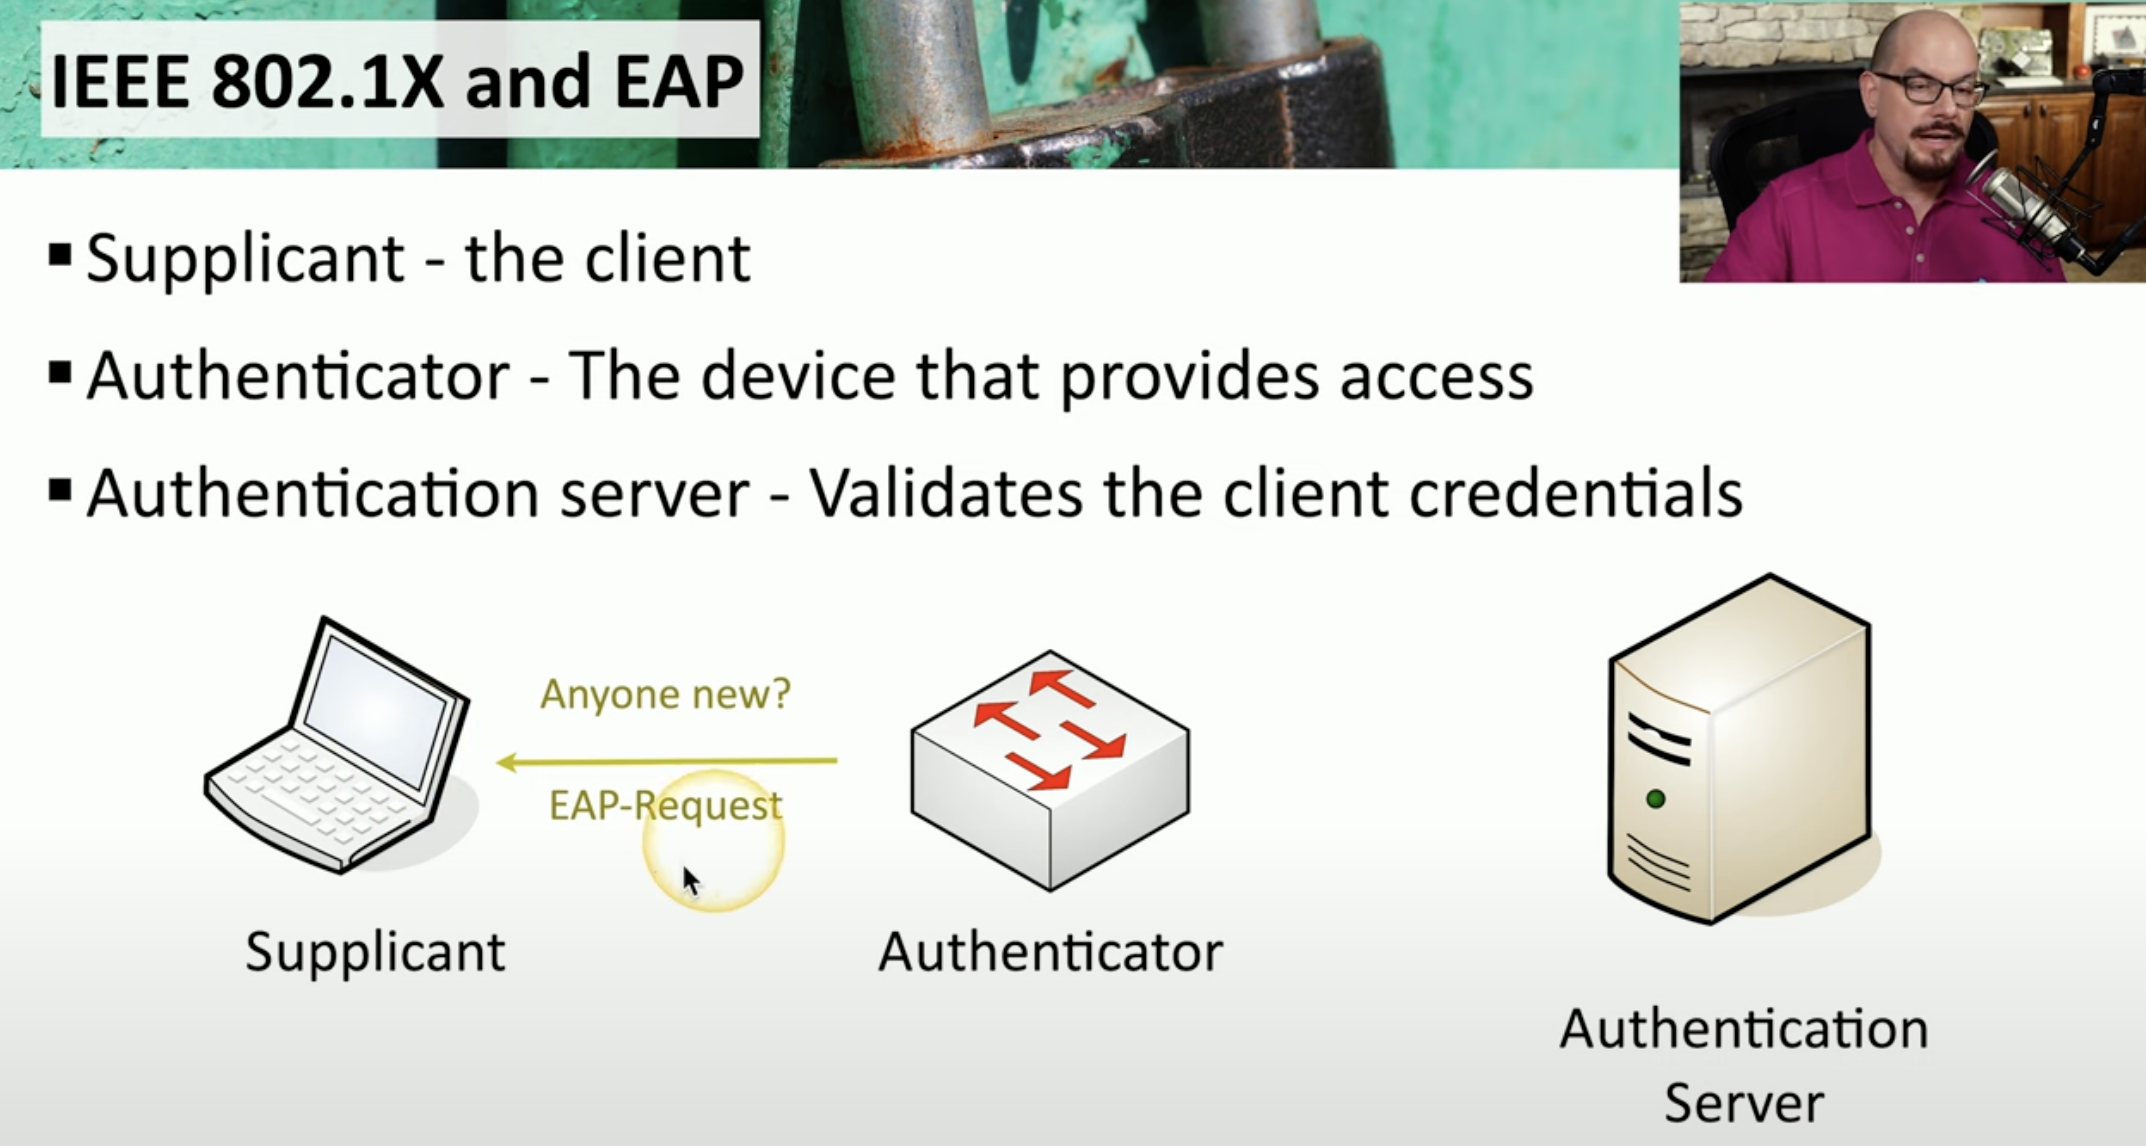 IEEE 802.1X and EAP
Supplicant - the client
Authenticator - The device that provides access
Authentication server - Validates the client credentials
Anyone new?
EAP-Request
Supplicant
Authenticator
Authentication
Server